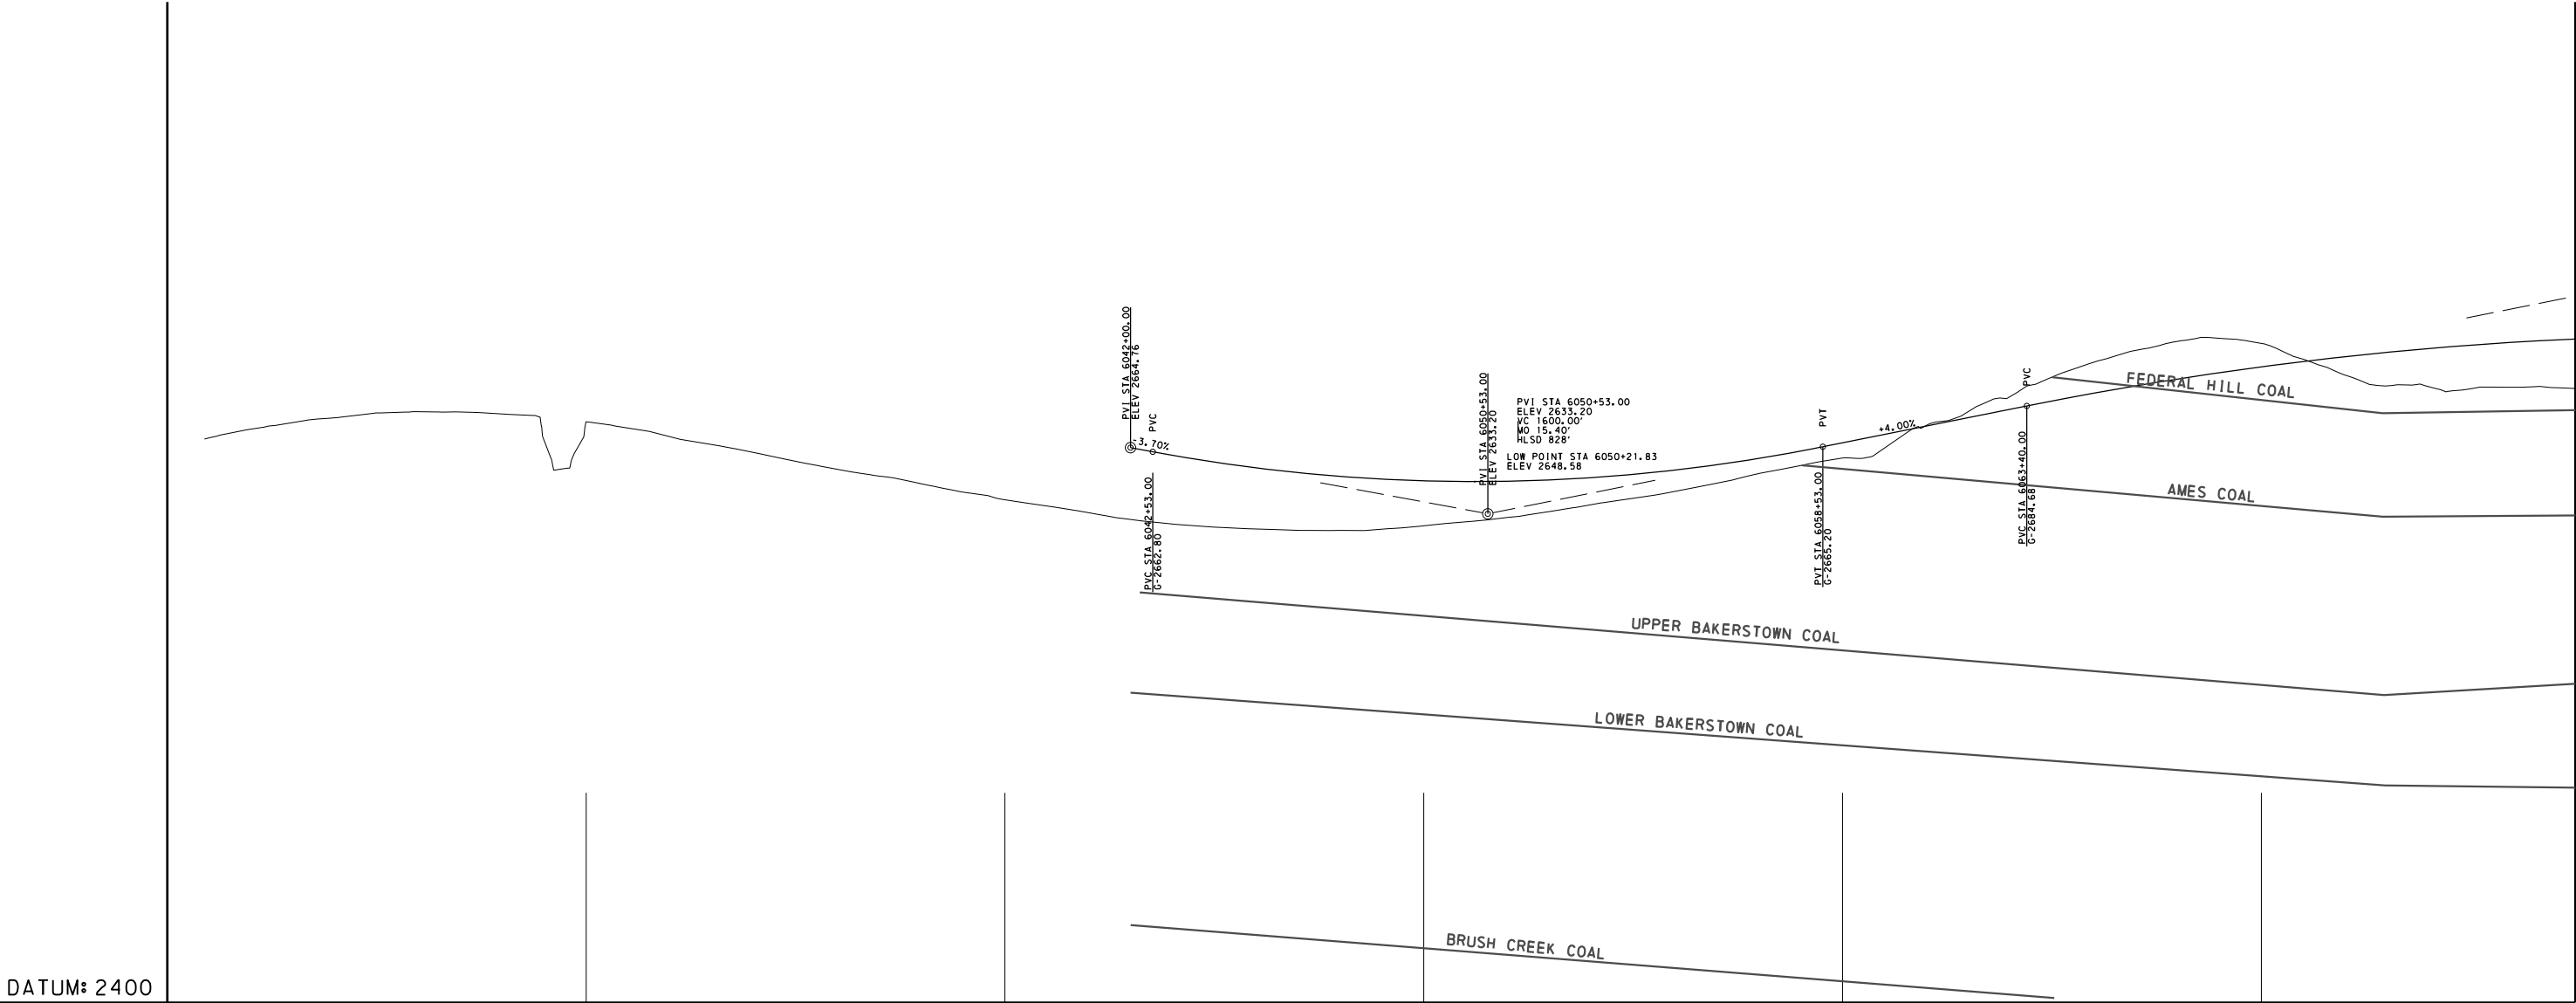 PVI STA 6042+00.00
ELEV 2664.76
PVC
-3.70%
PVC STA 6042+53.00
G-2662.80
PVI STA 6050+53.00
ELEV 2633.20
PVI STA 6050+53.00
ELEV 2633.20
VC 1600.00'
MO 15.40'
HLSD 828'
LOW POINT STA 6050+21.83
ELEV 2648.58
PVT
PVT STA 6058+53.00
G-2665.20
+4.00%
PVC
PVC STA 6063+40.00
G-2684.68
FEDERAL HILL COAL
AMES COAL
UPPER BAKERSTOWN COAL
LOWER BAKERSTOWN COAL
BRUSH CREEK COAL
DATUM: 2400